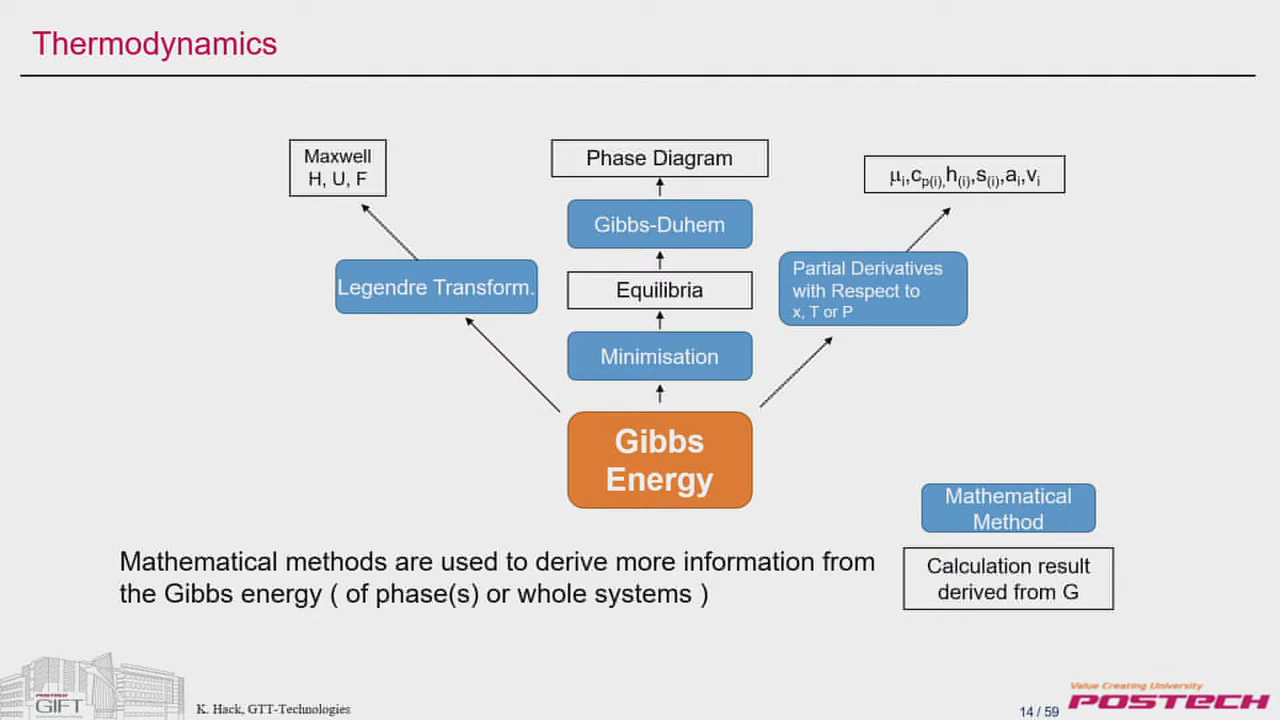 Thermodynamics
Maxwell
H, U, F
Phase Diagram
μi,cp(i),h(i),s(i),ai,vi
Gibbs-Duhem
Legendre Transform.
Equilibria
Partial Derivatives
with Respect to
x, T or P
Minimisation
Gibbs
Energy
Mathematical
Method
Mathematical methods are used to derive more information from
the Gibbs energy ( of phase(s) or whole systems )
Calculation result
derived from G
POSTECH
GIFT
K. Hack, GTT-Technologies
Value Creating University
POSTECH
14 / 59